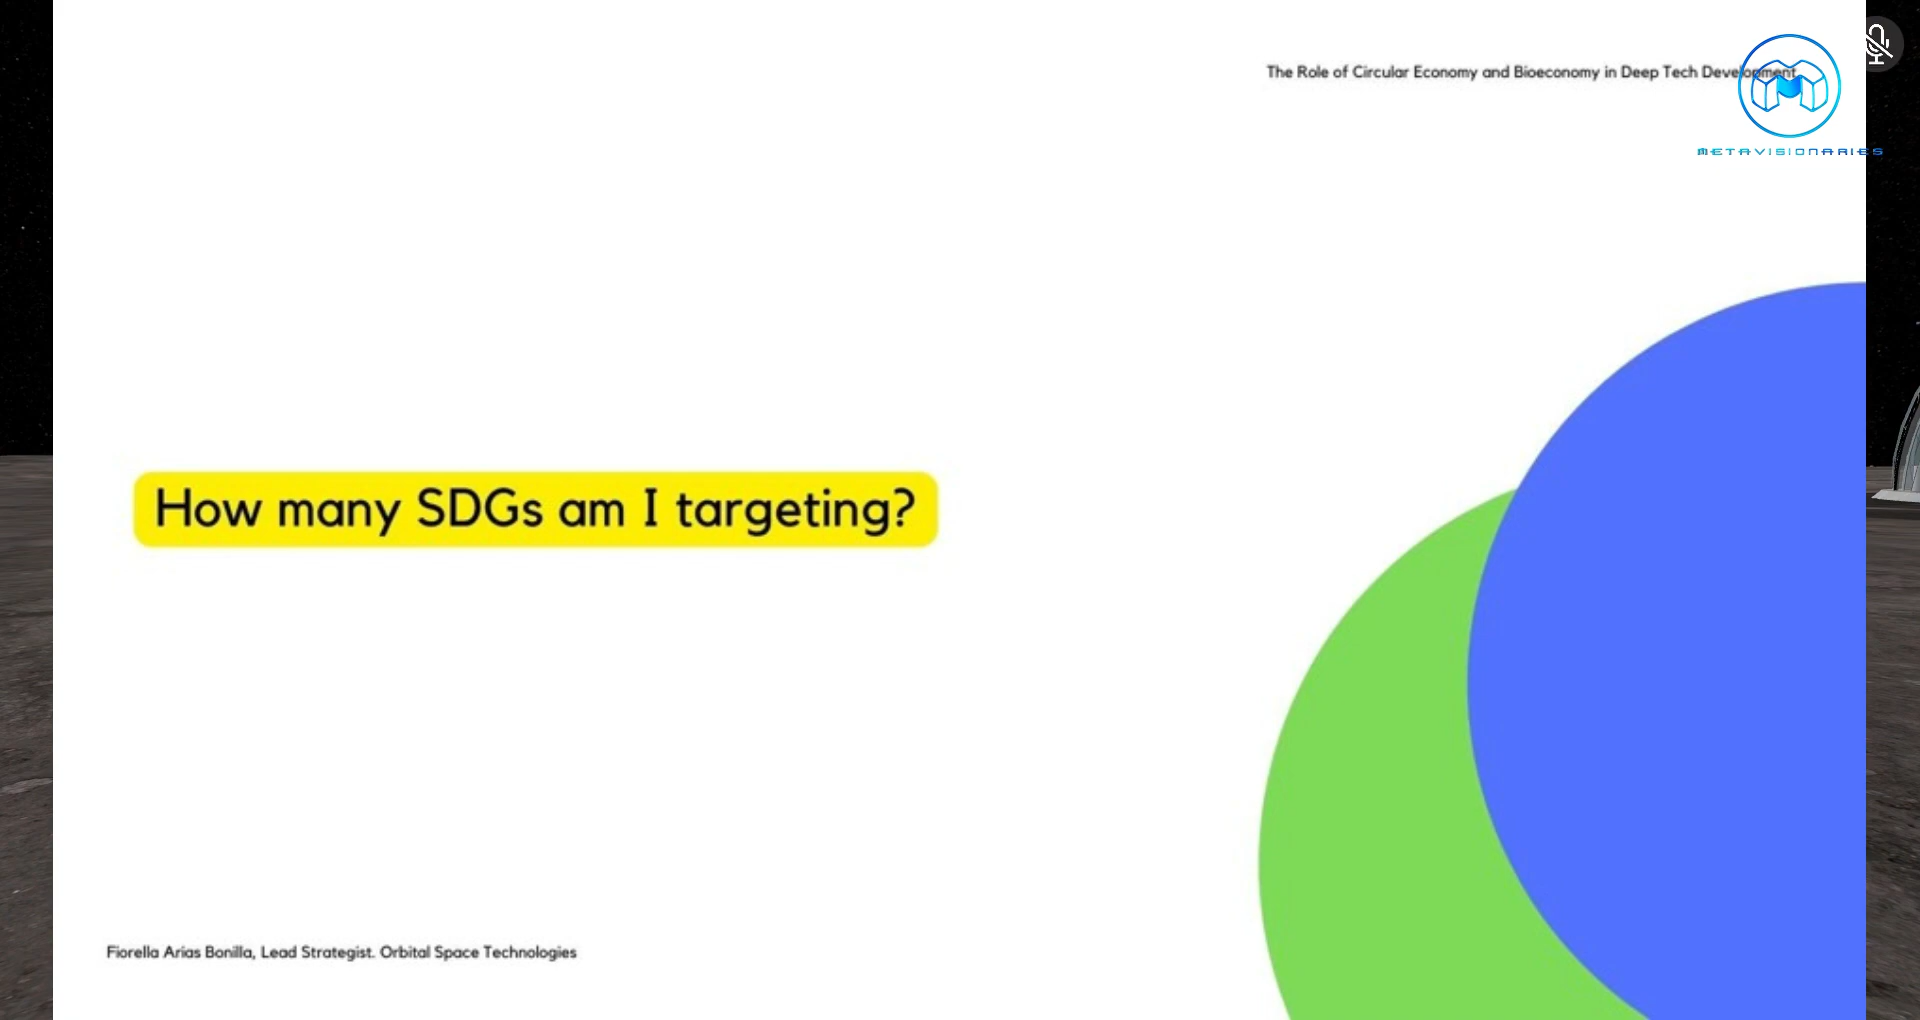 The Role of Circular Economy and Bioeconomy in Deep Tech Development
METAVISIONARIES
How many SDGs am I targeting?
Fiorella Arias Bonilla, Lead Strategist. Orbital Space Technologies